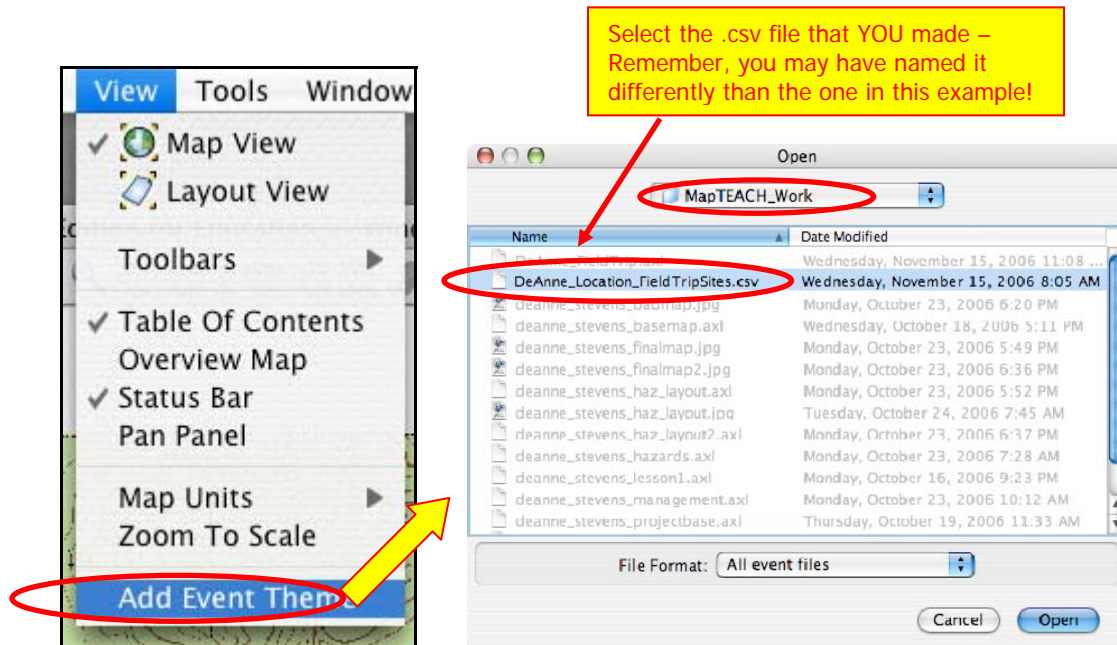 Select the .csv file that YOU made –
Remember, you may have named it
differently than the one in this example!
View Tools Window
Map View
Layout View
Toolbars
Table Of Contents
Overview Map
Status Bar
Pan Panel
Map Units
Zoom To Scale
Add Event Theme
Open
MapTEACH_Work
Name Date Modified
DeAnne_FieldTrip.axl Wednesday, November 15, 2006 11:08 ...
DeAnne_Location_FieldTripSites.csv Wednesday, November 15, 2006 8:05 AM
deanne_stevens_badmap.jpg Monday, October 23, 2006 6:20 PM
deanne_stevens_basemap.axl Wednesday, October 18, 2006 5:11 PM
deanne_stevens_finalmap.jpg Monday, October 23, 2006 5:49 PM
deanne_stevens_finalmap2.jpg Monday, October 23, 2006 6:36 PM
deanne_stevens_haz_layout.axl Monday, October 23, 2006 5:52 PM
deanne_stevens_haz_layout.jpg Tuesday, October 24, 2006 7:45 AM
deanne_stevens_haz_layout2.axl Monday, October 23, 2006 6:37 PM
deanne_stevens_hazards.axl Monday, October 23, 2006 7:28 AM
deanne_stevens_lesson1.axl Monday, October 16, 2006 9:23 PM
deanne_stevens_management.axl Monday, October 23, 2006 10:12 AM
deanne_stevens_projectbase.axl Thursday, October 19, 2006 11:33 AM
File Format: All event files
Cancel Open